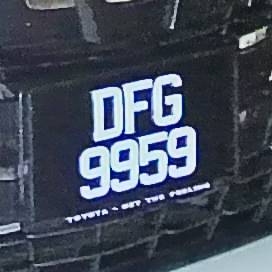 DFG
9959
TOYOTA - GET THE FEELING